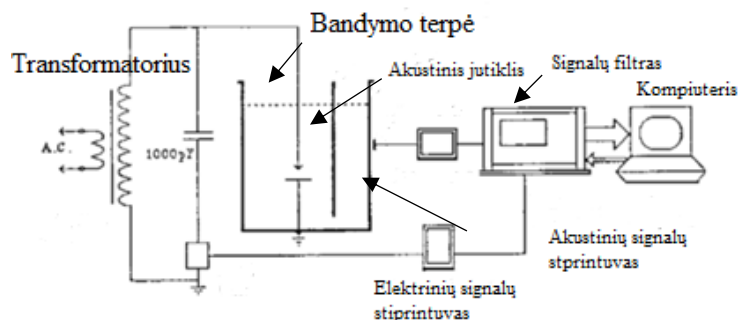 Bandymo terpė
Transformatorius
Akustinis jutiklis
Signalų filtras
Kompiuteris
A.C.
1000pF
Akustinių signalų
stprintuvas
Elektrinių signalų
stiprintuvas